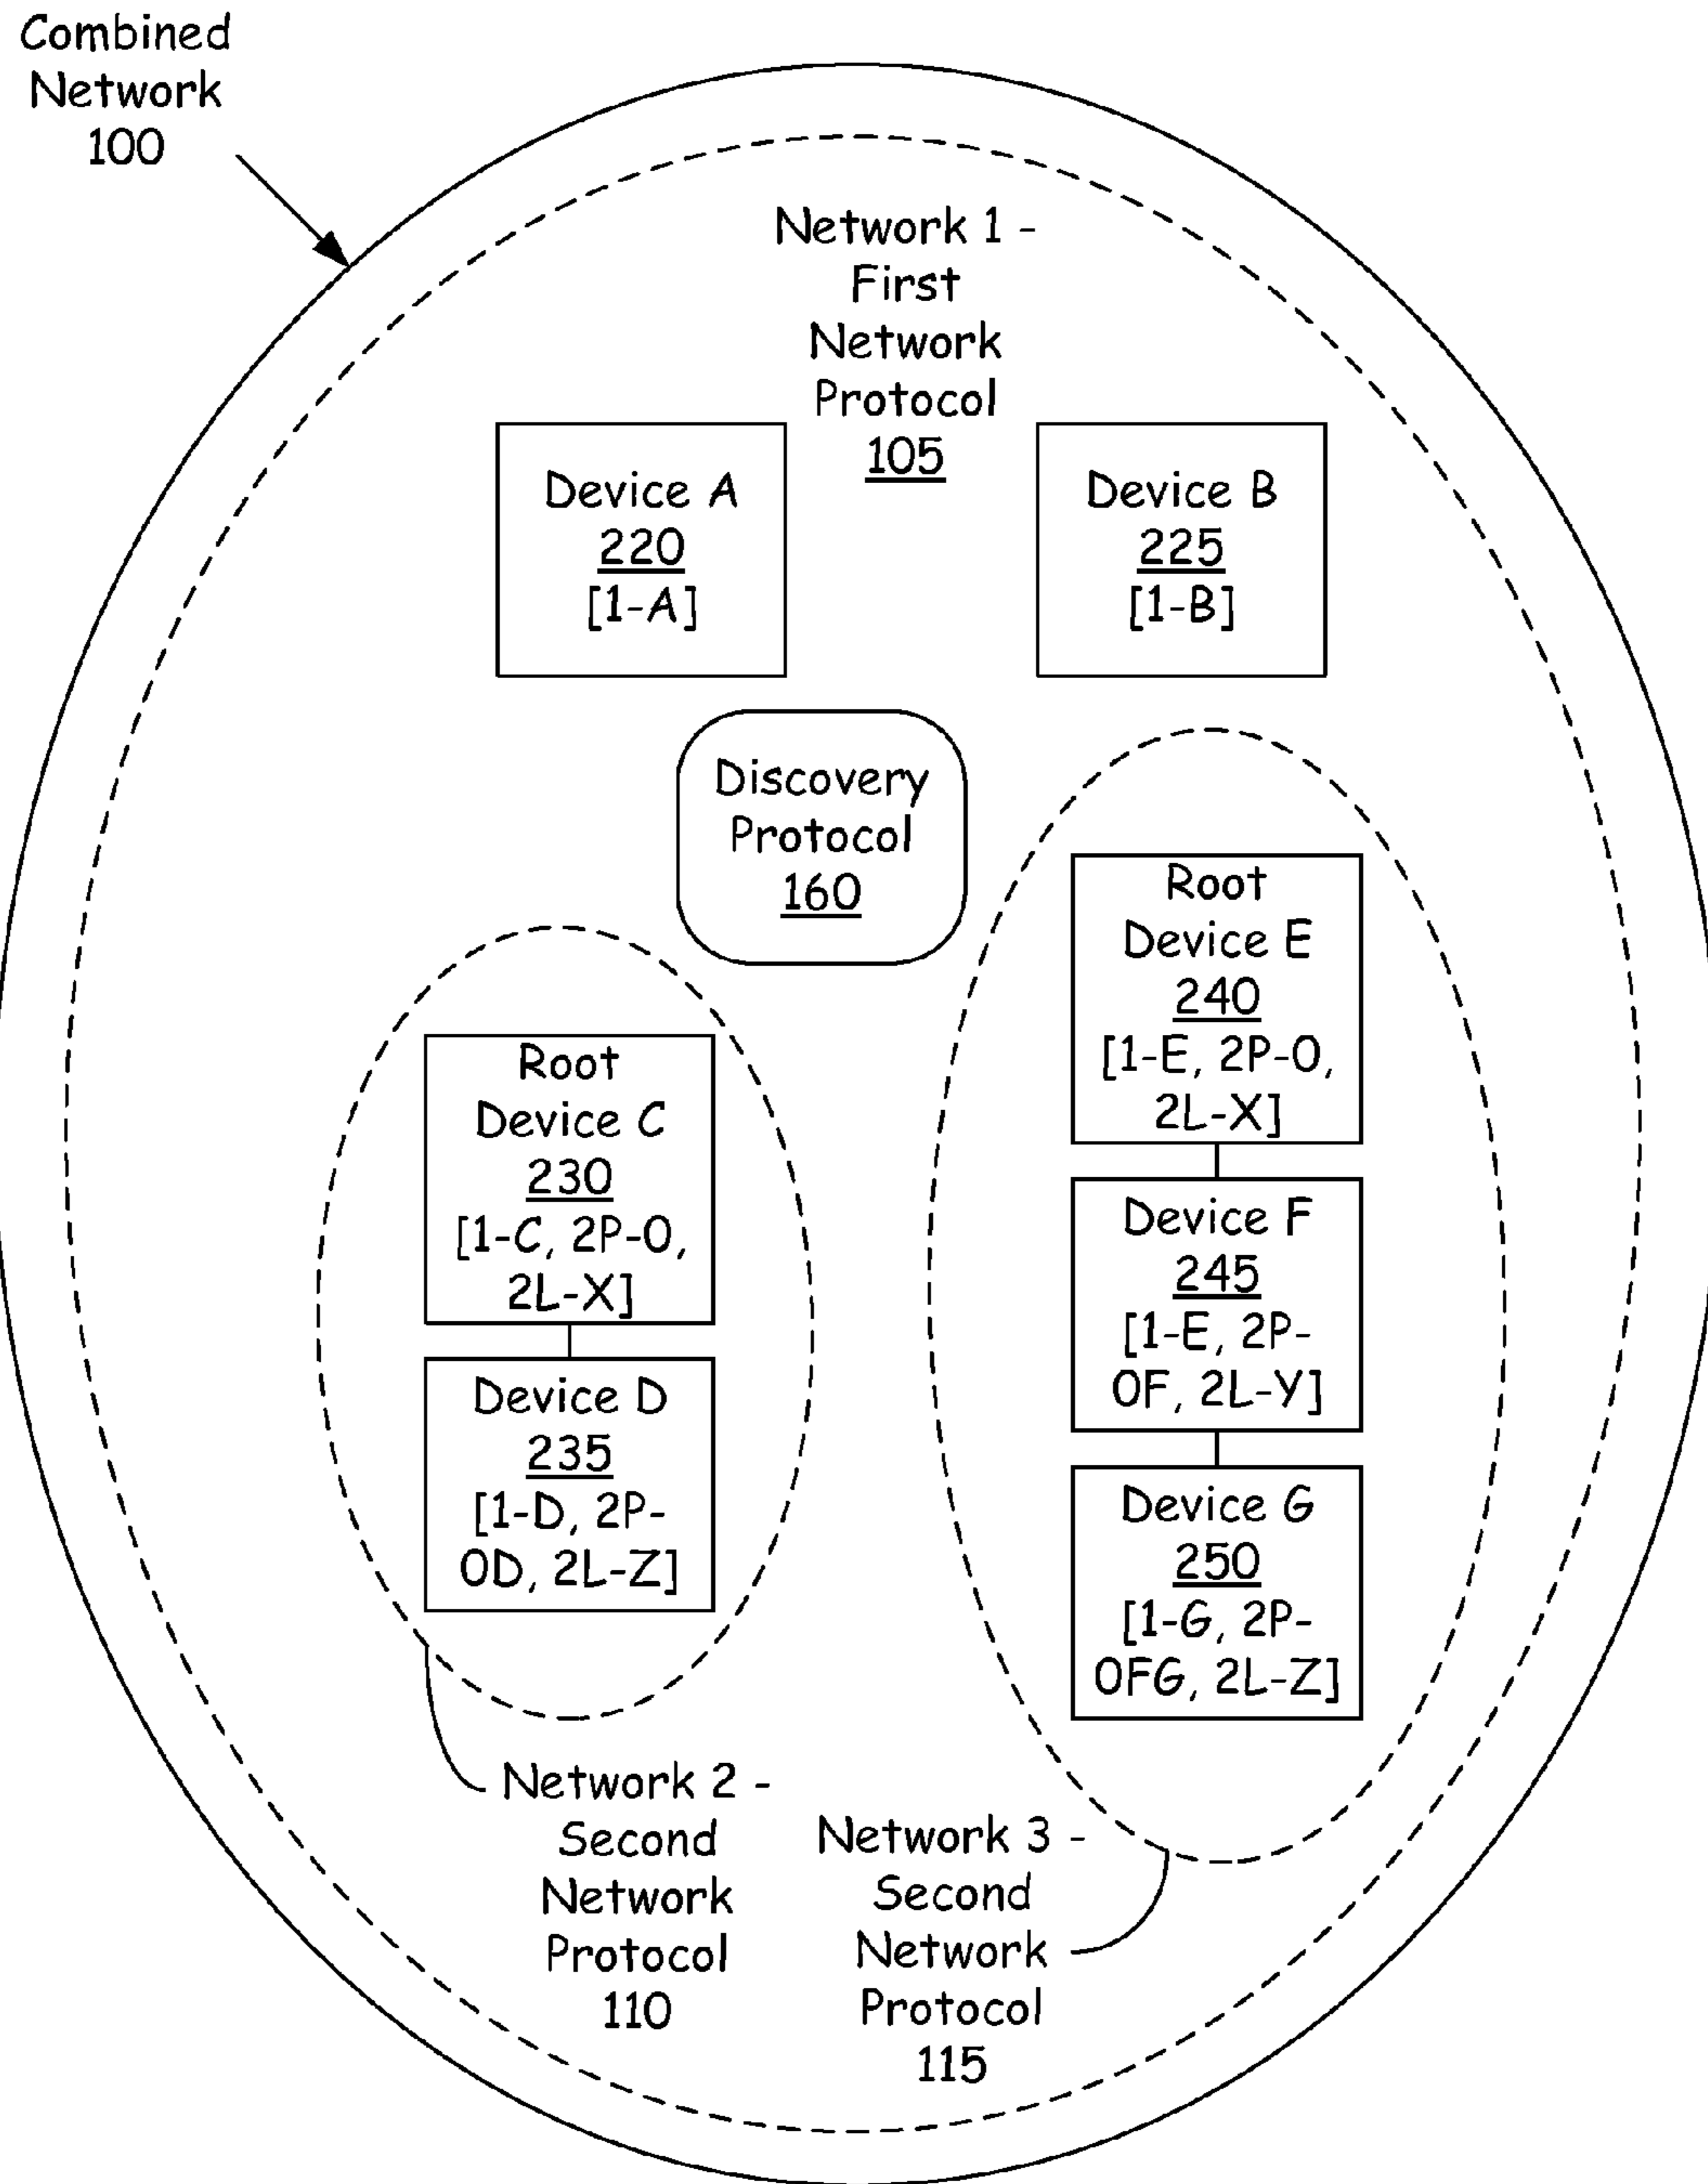 Combined
Network
100
Network 1 -
First
Network
Protocol
105
Device A
220
[1-A]
Device B
225
[1-B]
Discovery
Protocol
160
Root
Device E
240
[1-E, 2P-0,
2L-X]
Root
Device C
230
[1-C, 2P-0,
2L-X]
Device F
245
[1-E, 2P-
0F, 2L-Y]
Device D
235
[1-D, 2P-
0D, 2L-Z]
Device G
250
[1-G, 2P-
0FG, 2L-Z]
Network 2 -
Second
Network
Protocol
110
Network 3 -
Second
Network
Protocol
115